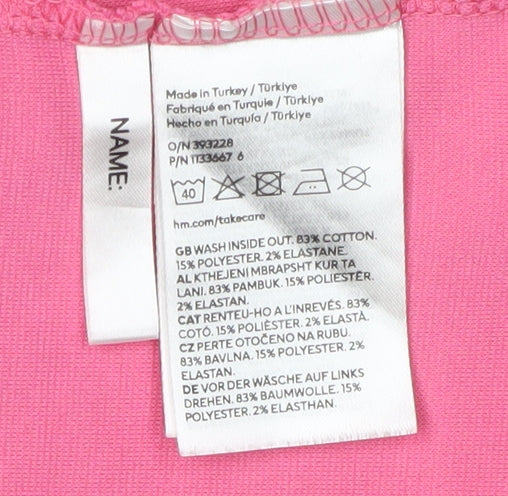 NAME:
Made in Turkey / Türkiye
Fabriqué en Turquie / Türkiye
Hecho en Turquía / Türkiye
O/N 393228
P/N 1133667 6
40
hm.com/takecare
GB WASH INSIDE OUT. 83% COTTON.
15% POLYESTER. 2% ELASTANE.
AL KTHEJENI MBRAPSHT KUR TA
LANI. 83% PAMBUK. 15% POLIESTËR.
2% ELASTAN.
CAT RENTEU-HO A L'INREVÉS. 83%
COTÓ. 15% POLIÈSTER. 2% ELASTÀ.
CZ PERTE OTOČENO NA RUBU.
83% BAVLNA. 15% POLYESTER. 2%
ELASTAN.
DE VOR DER WÄSCHE AUF LINKS
DREHEN. 83% BAUMWOLLE. 15%
POLYESTER. 2% ELASTHAN.